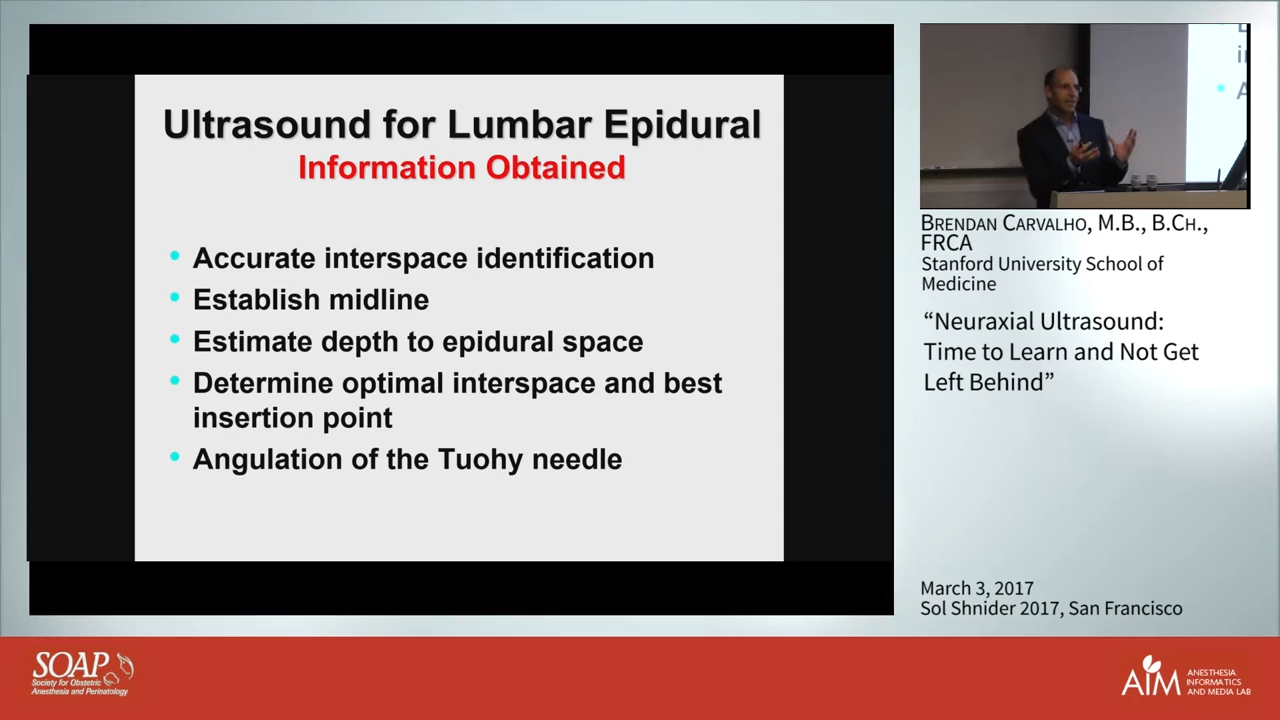 Ultrasound for Lumbar Epidural
Information Obtained
• Accurate interspace identification
• Establish midline
• Estimate depth to epidural space
• Determine optimal interspace and best
insertion point
• Angulation of the Tuohy needle
BRENDAN CARVALHO, M.B., B.CH.,
FRCA
Stanford University School of
Medicine
“Neuraxial Ultrasound:
Time to Learn and Not Get
Left Behind”
March 3, 2017
Sol Shnider 2017, San Francisco
SOAP
Society for Obstetric
Anesthesia and Perinatology
AIM
ANESTHESIA
INFORMATICS
AND MEDIA LAB